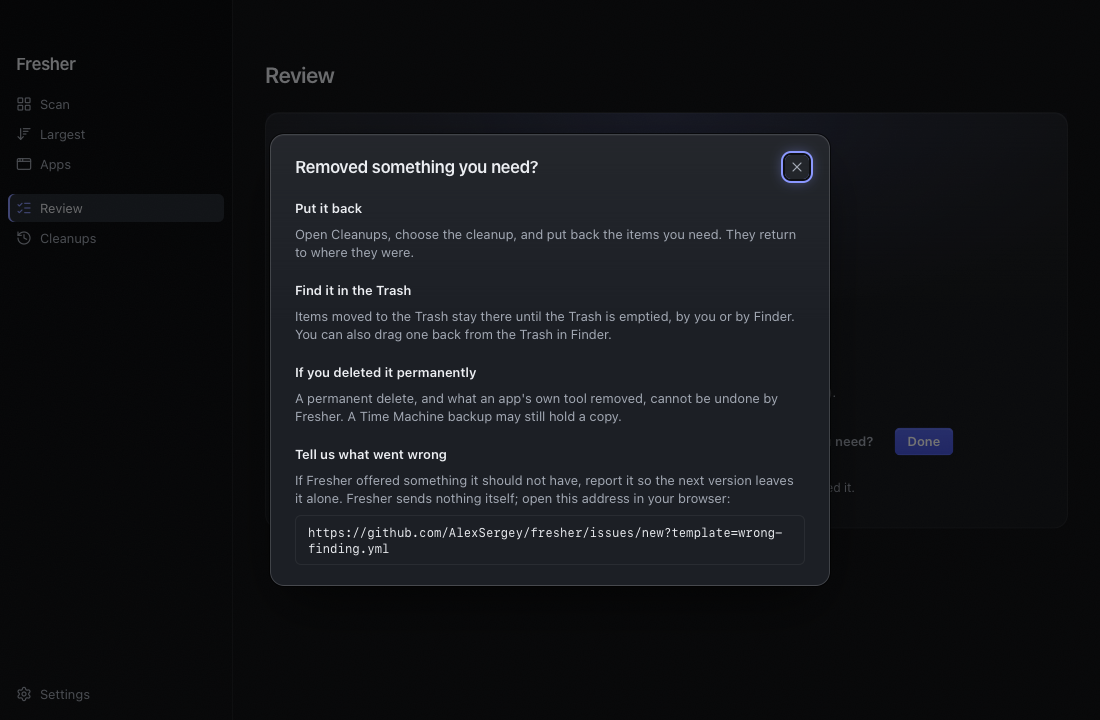 Fresher
Scan
Largest
Apps
Review
Cleanups
Settings
Review
Removed something you need?
Put it back
Open Cleanups, choose the cleanup, and put back the items you need. They return
to where they were.
Find it in the Trash
Items moved to the Trash stay there until the Trash is emptied, by you or by Finder.
You can also drag one back from the Trash in Finder.
If you deleted it permanently
A permanent delete, and what an app's own tool removed, cannot be undone by
Fresher. A Time Machine backup may still hold a copy.
Tell us what went wrong
If Fresher offered something it should not have, report it so the next version leaves
it alone. Fresher sends nothing itself; open this address in your browser:
https://github.com/AlexSergey/fresher/issues/new?template=wrong-
finding.yml
need?
Done
it.